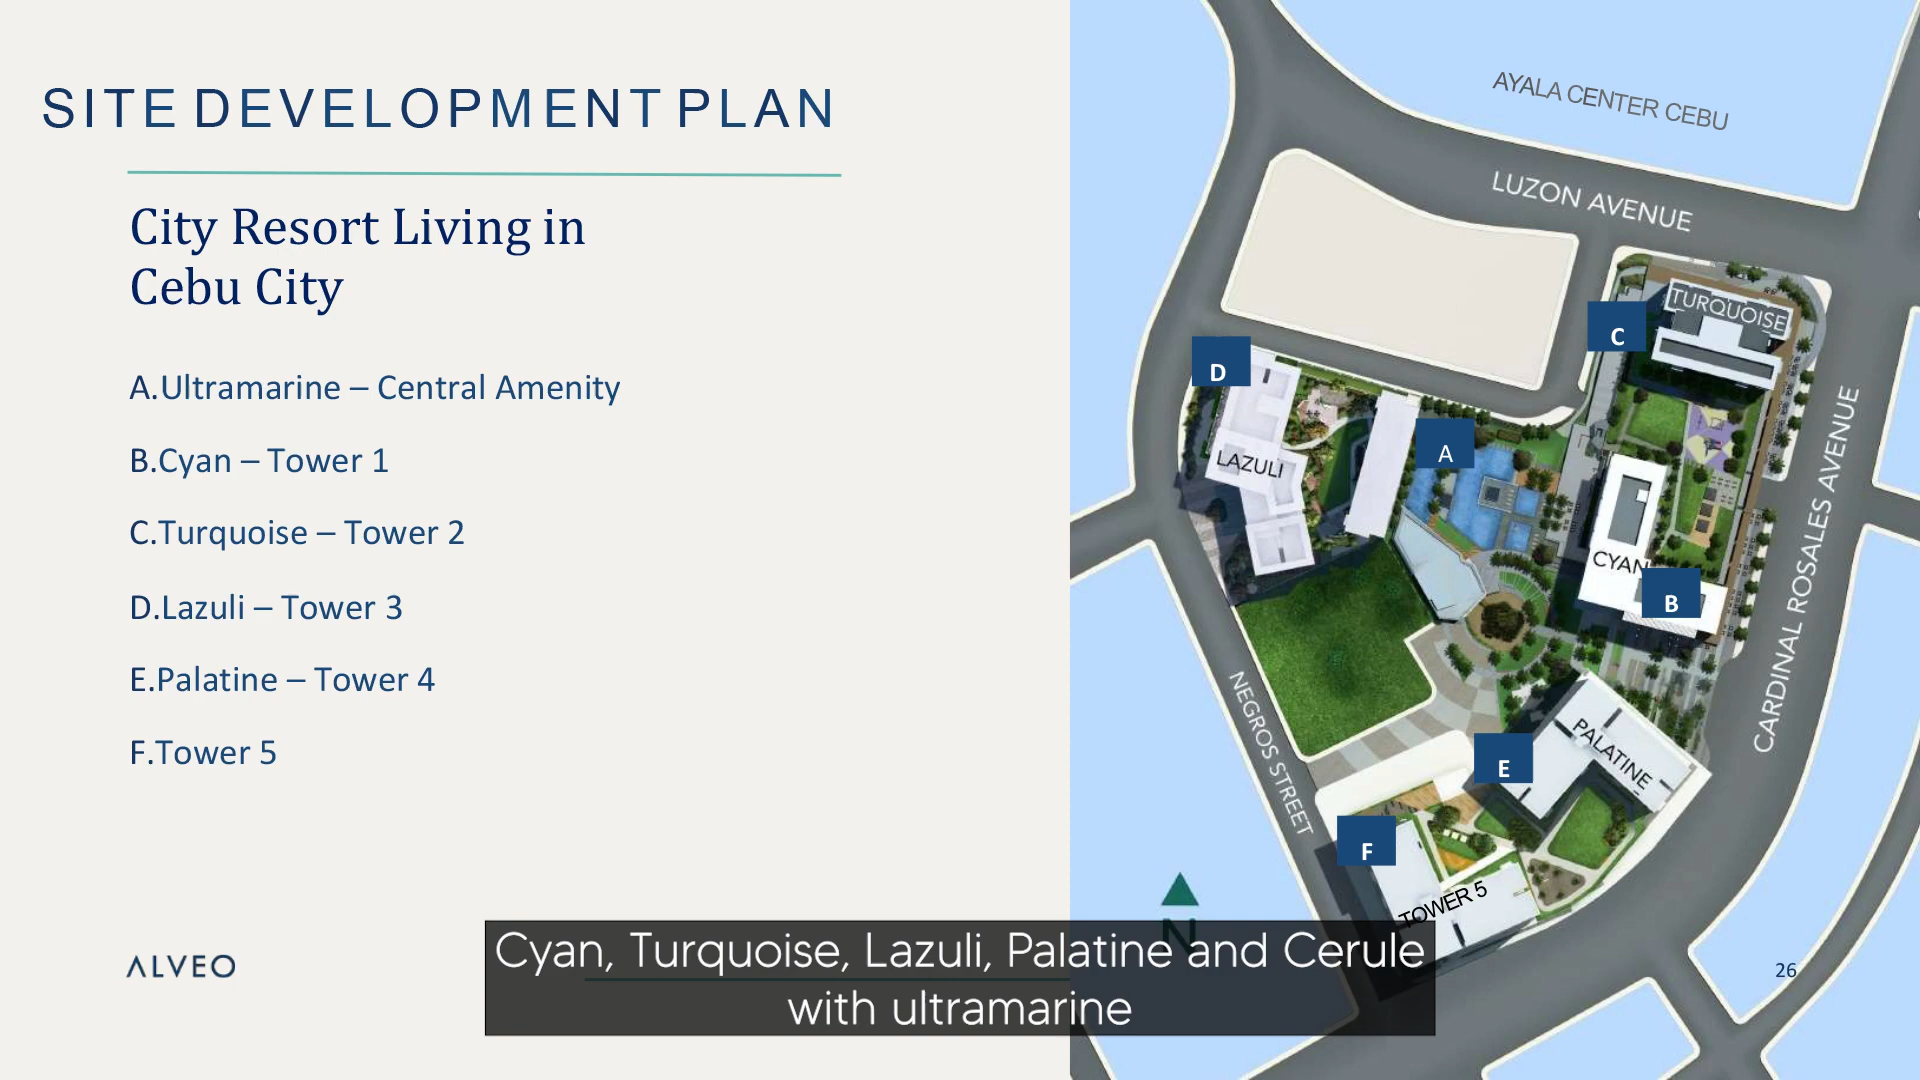 SITE DEVELOPMENT PLAN
City Resort Living in
Cebu City
A.Ultramarine – Central Amenity
B.Cyan – Tower 1
C.Turquoise – Tower 2
D.Lazuli – Tower 3
E.Palatine – Tower 4
F.Tower 5
ALVEO
AYALA CENTER CEBU
LUZON AVENUE
TURQUOISE
C
D
A
LAZULI
CYAN
B
CARDINAL ROSALES AVENUE
NEGROS STREET
PALATINE
E
F
TOWER 5
N
26
Cyan, Turquoise, Lazuli, Palatine and Cerule
with ultramarine